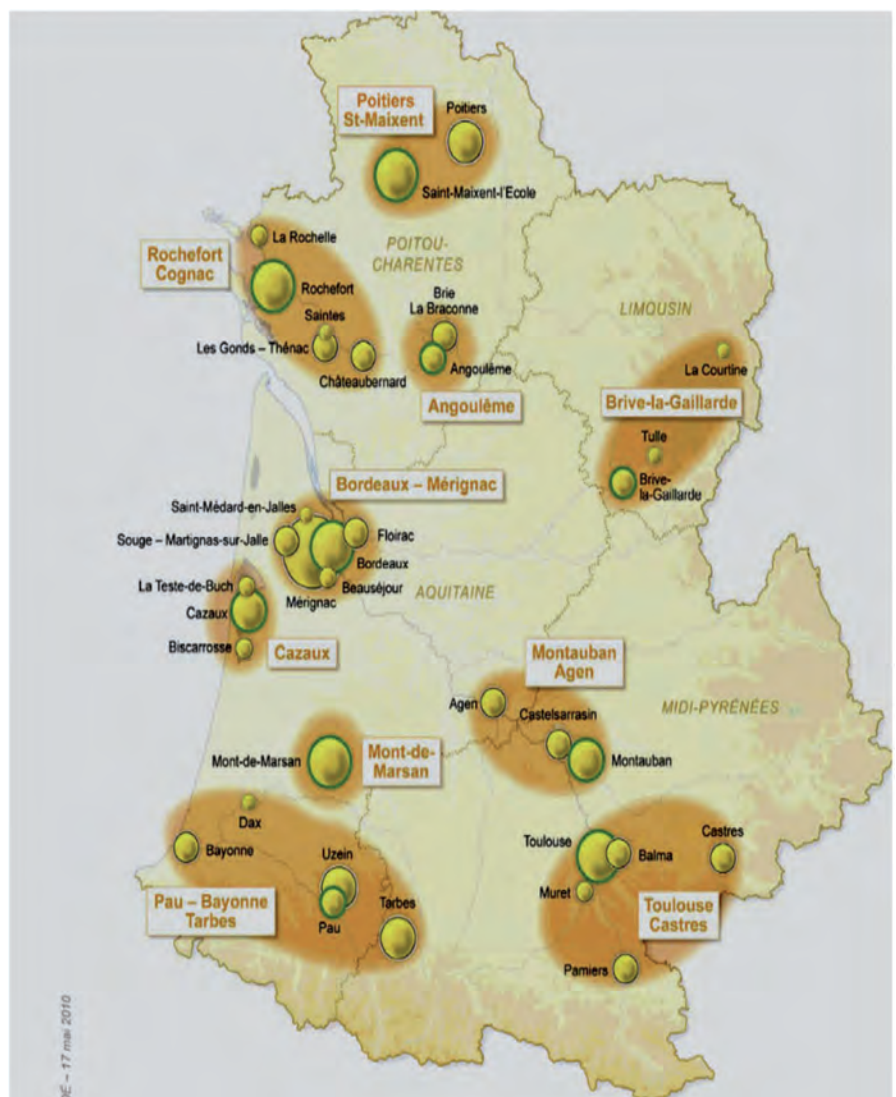 Poitiers
St-Maixent
Poitiers
Saint-Maixent-l'Ecole
La Rochelle
POITOU-
CHARENTES
Rochefort
Cognac
Rochefort
Brie
La Braconne
LIMOUSIN
Saintes
Les Gonds – Thénac
Châteaubernard
Angoulême
La Courtine
Angoulême
Brive-la-Gaillarde
Tulle
Brive-
la-Gaillarde
Bordeaux – Mérignac
Saint-Médard-en-Jalles
Souge – Martignas-sur-Jalle
Floirac
Bordeaux
La Teste-de-Buch
Beauséjour
AQUITAINE
Mérignac
Cazaux
Biscarrosse
Cazaux
Montauban
Agen
Agen
Castelsarrasin
MIDI-PYRÉNÉES
Mont-de-Marsan
Mont-de-
Marsan
Montauban
Dax
Bayonne
Uzein
Toulouse
Balma
Castres
Muret
Pau – Bayonne
Tarbes
Pau
Tarbes
Toulouse
Castres
Pamiers
– 17 mai 2010